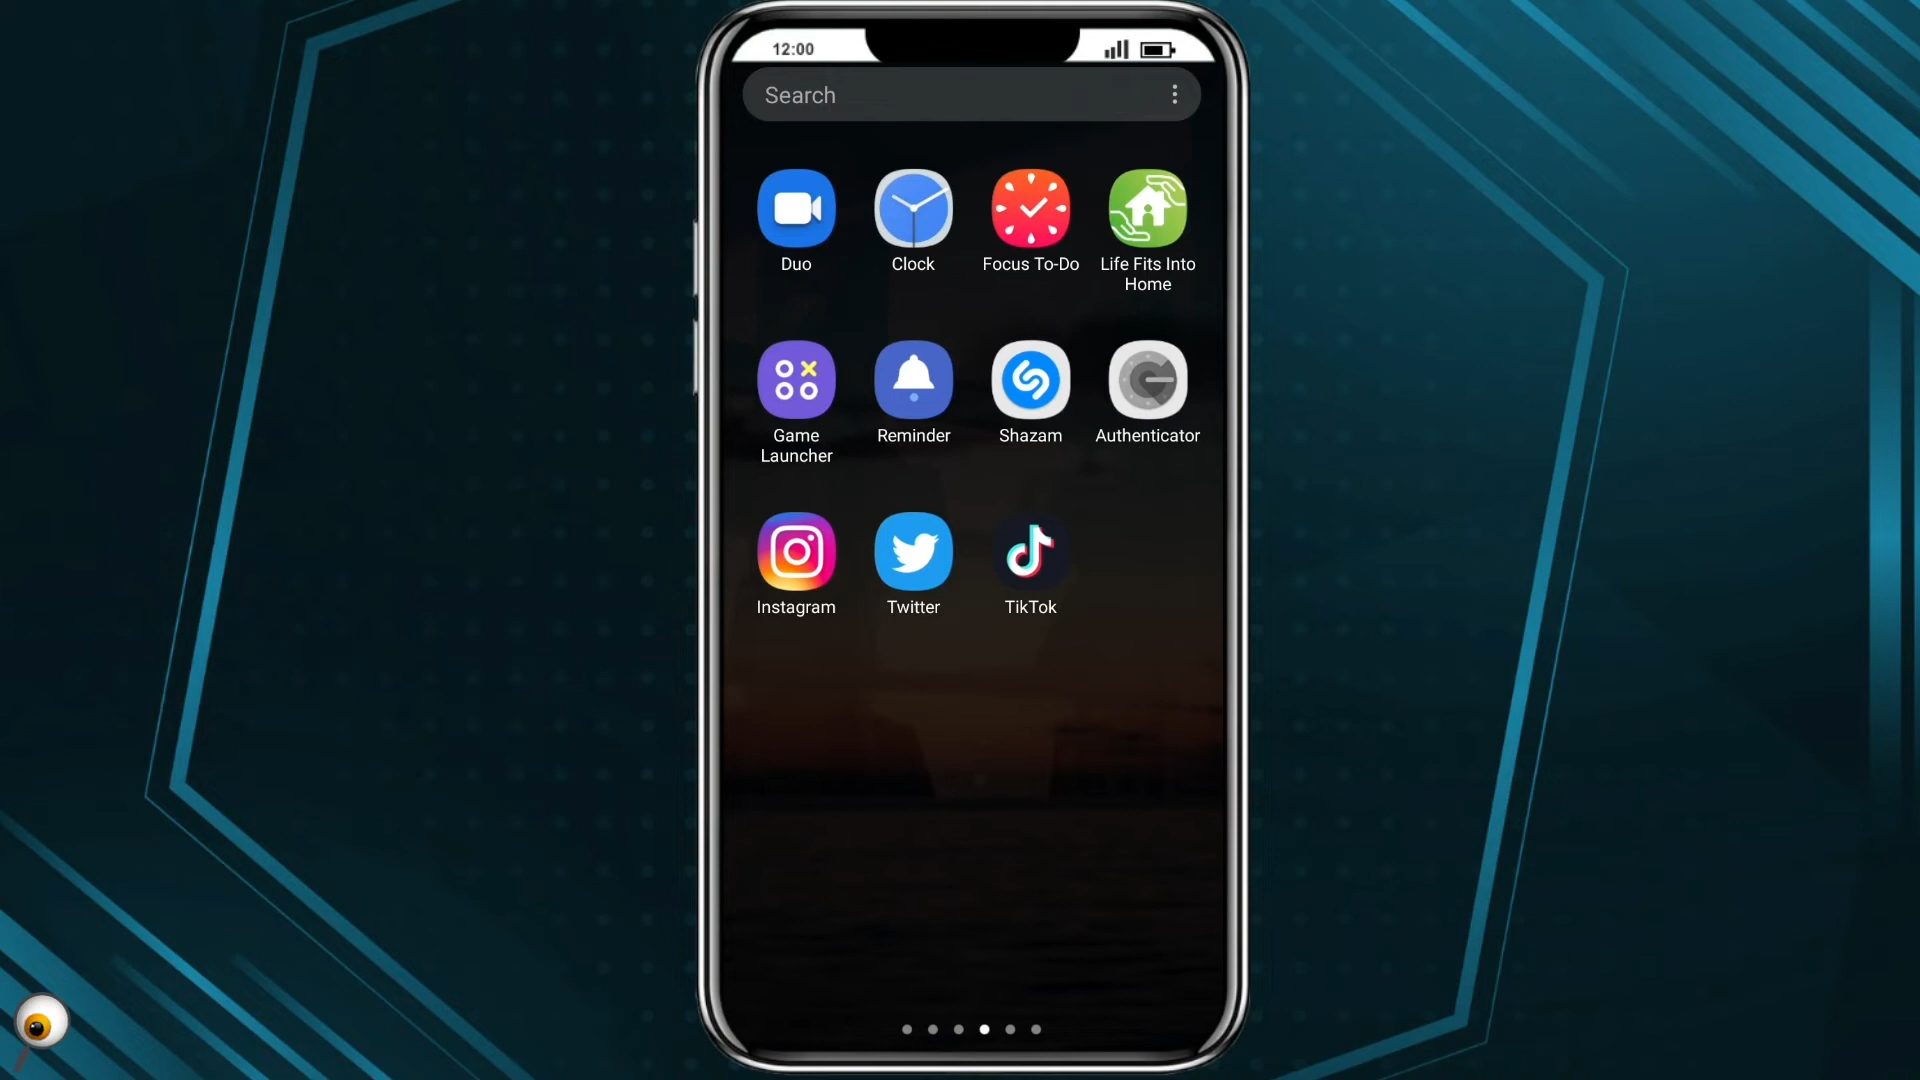 12:00
Search
Duo
Clock
Focus To-Do
Life Fits Into
Home
Game
Launcher
Reminder
Shazam
Authenticator
Instagram
Twitter
TikTok